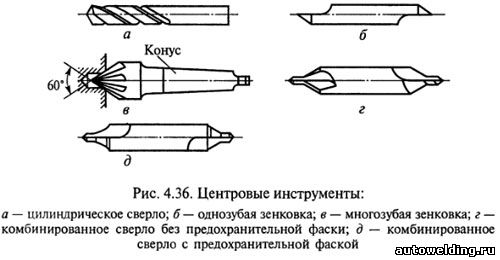 а
б
Конус
60°
в
г
д
Рис. 4.36. Центровые инструменты:
а — цилиндрическое сверло; б — однозубая зенковка; в — многозубая зенковка; г —
комбинированное сверло без предохранительной фаски; д — комбинированное
сверло с предохранительной фаской
autowelding.ru